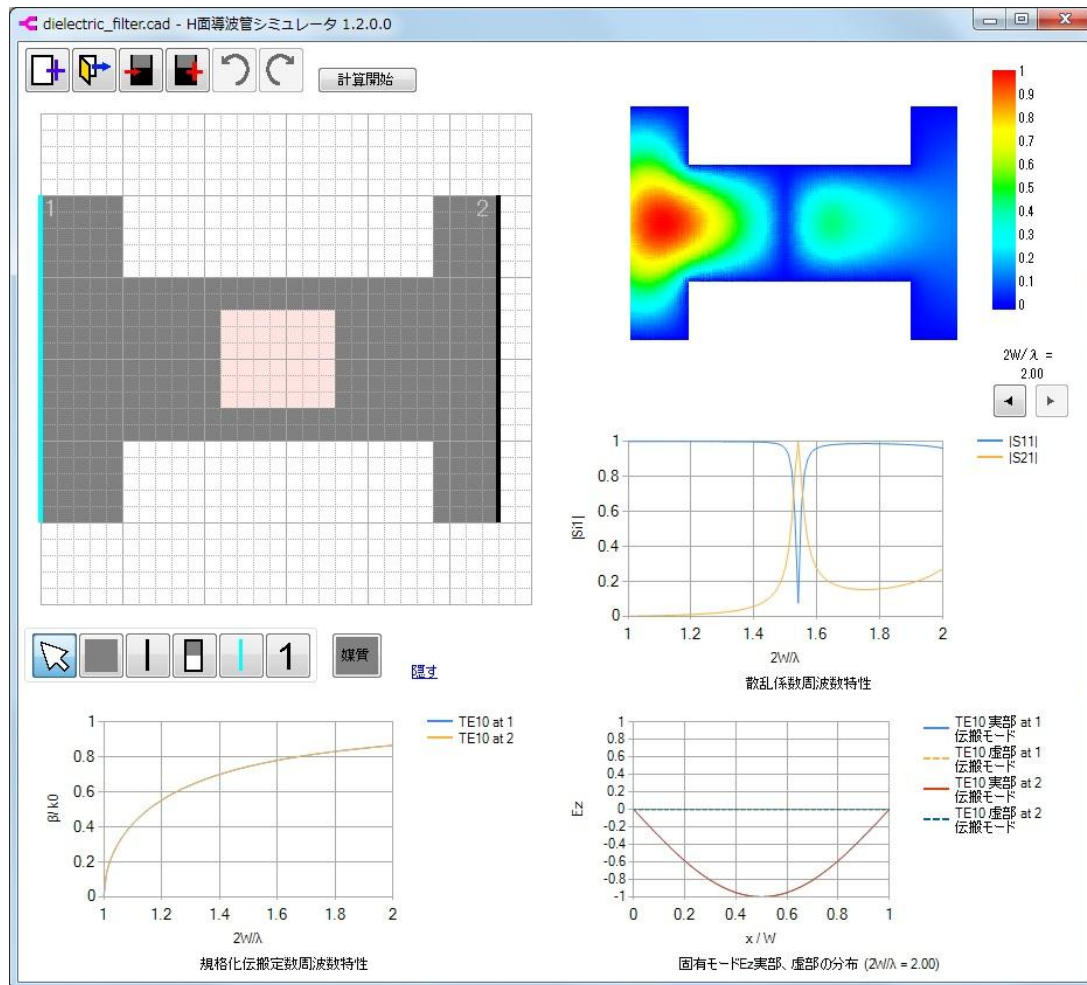 dielectric_filter.cad - H面導波管シミュレータ 1.2.0.0
計算開始
1
2
1
0.9
0.8
0.7
0.6
0.5
0.4
0.3
0.2
0.1
0
2W/λ =
2.00
|S11|
|S21|
1
0.8
0.6
0.4
0.2
0
|Si1|
1 1.2 1.4 1.6 1.8 2
2W/λ
散乱係数周波数特性
1
媒質
隠す
TE10 at 1
TE10 at 2
1
0.8
0.6
0.4
0.2
0
β/ k0
1 1.2 1.4 1.6 1.8 2
2W/λ
規格化伝搬定数周波数特性
TE10 実部 at 1
伝搬モード
TE10 虚部 at 1
伝搬モード
TE10 実部 at 2
伝搬モード
TE10 虚部 at 2
伝搬モード
1
0.8
0.6
0.4
0.2
0
-0.2
-0.4
-0.6
-0.8
-1
Ez
0 0.2 0.4 0.6 0.8 1
x / W
固有モードEz実部、虚部の分布 (2W/λ = 2.00)